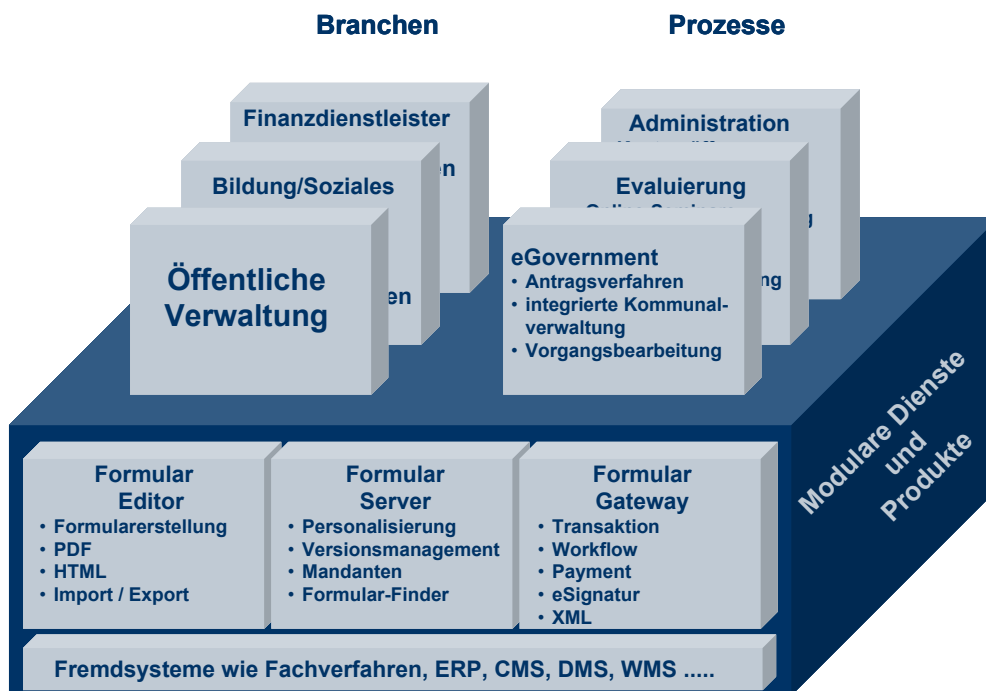 Branchen
Prozesse
Finanzdienstleister
Bildung/Soziales
Öffentliche
Verwaltung
Administration
Evaluierung
eGovernment
• Antragsverfahren
• integrierte Kommunal-
verwaltung
• Vorgangsbearbeitung
Modulare Dienste
und
Produkte
Formular
Editor
• Formularerstellung
• PDF
• HTML
• Import / Export
Formular
Server
• Personalisierung
• Versionsmanagement
• Mandanten
• Formular-Finder
Formular
Gateway
• Transaktion
• Workflow
• Payment
• eSignatur
• XML
Fremdsysteme wie Fachverfahren, ERP, CMS, DMS, WMS .....